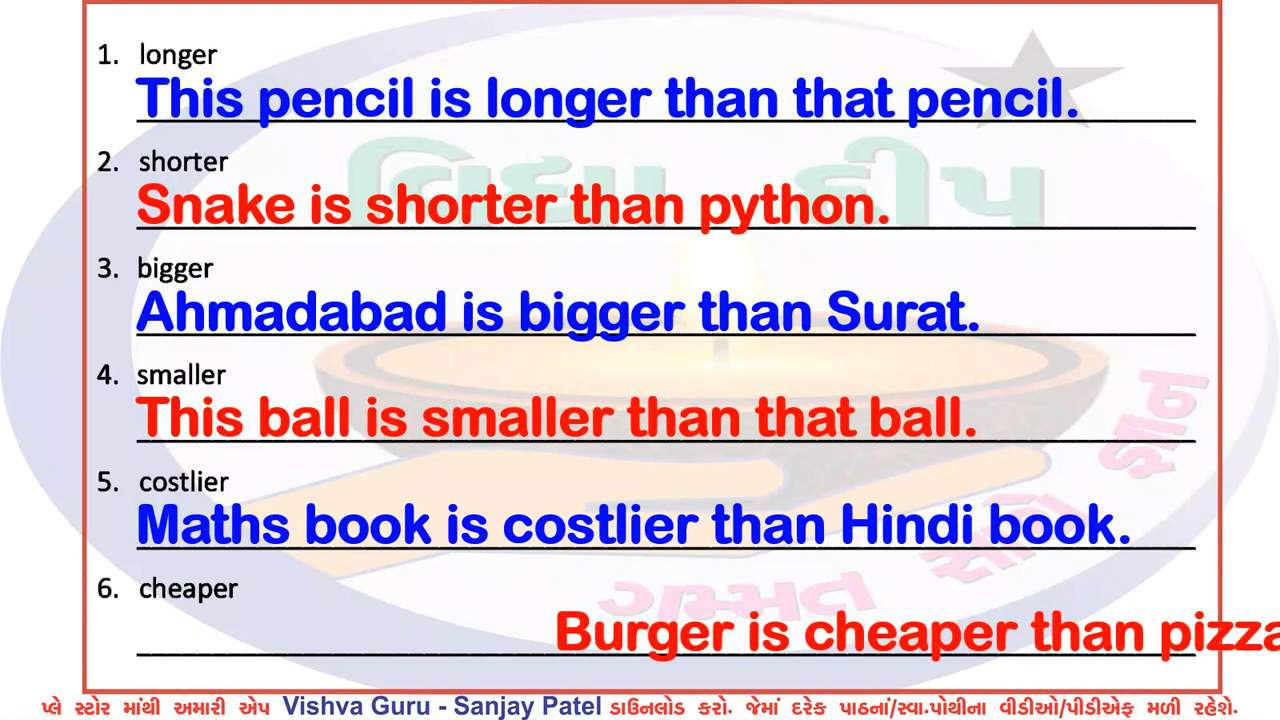 1. longer
This pencil is longer than that pencil.
2. shorter
Snake is shorter than python.
3. bigger
Ahmadabad is bigger than Surat.
4. smaller
This ball is smaller than that ball.
5. costlier
Maths book is costlier than Hindi book.
6. cheaper
Burger is cheaper than pizza
વિદ્યા દીપ
ગમ્મત સાથે જ્ઞાન
પ્લે સ્ટોર માંથી અમારી એપ Vishva Guru - Sanjay Patel ડાઉનલોડ કરો. જેમાં દરેક પાઠનાં/સ્વા.પોથીના વીડીઓ/પીડીએફ મળી રહેશે.